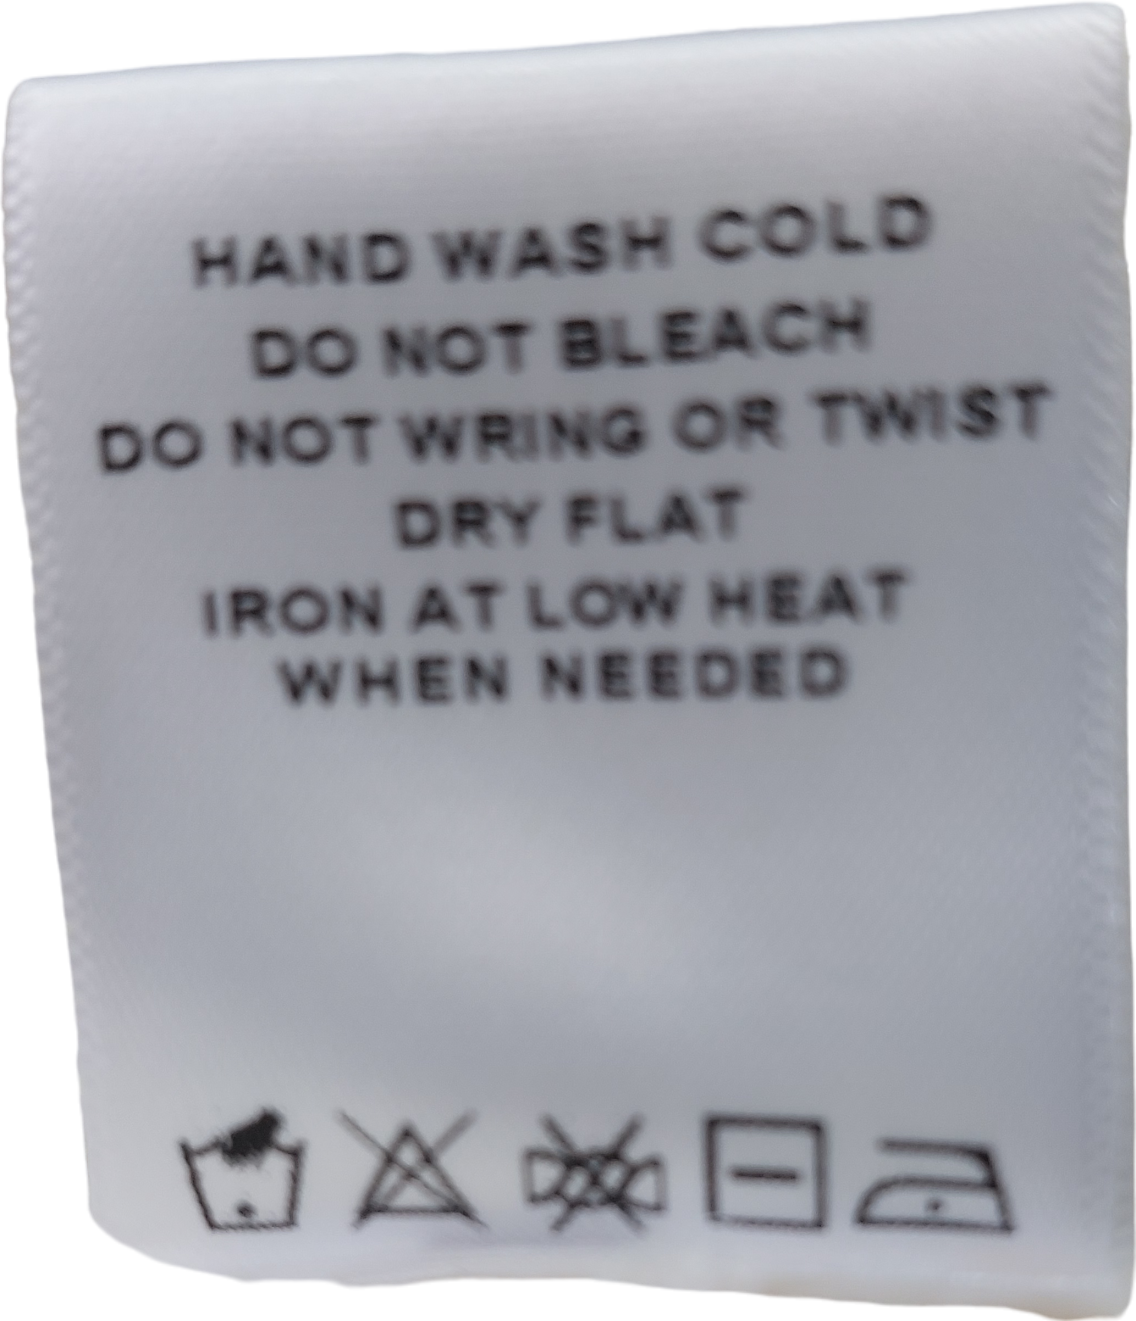 HAND WASH COLD
DO NOT BLEACH
DO NOT WRING OR TWIST
DRY FLAT
IRON AT LOW HEAT
WHEN NEEDED